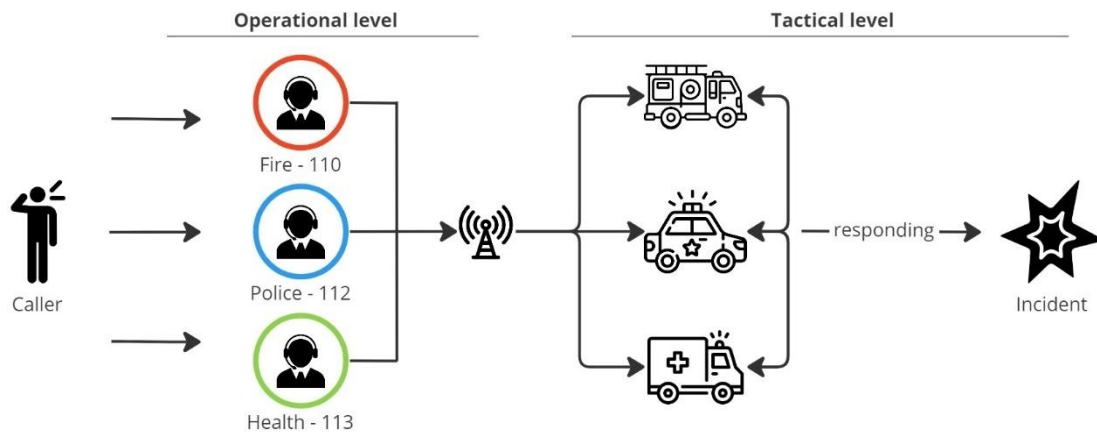 Operational level
Tactical level
Fire - 110
Caller
Police - 112
responding
Incident
Health - 113